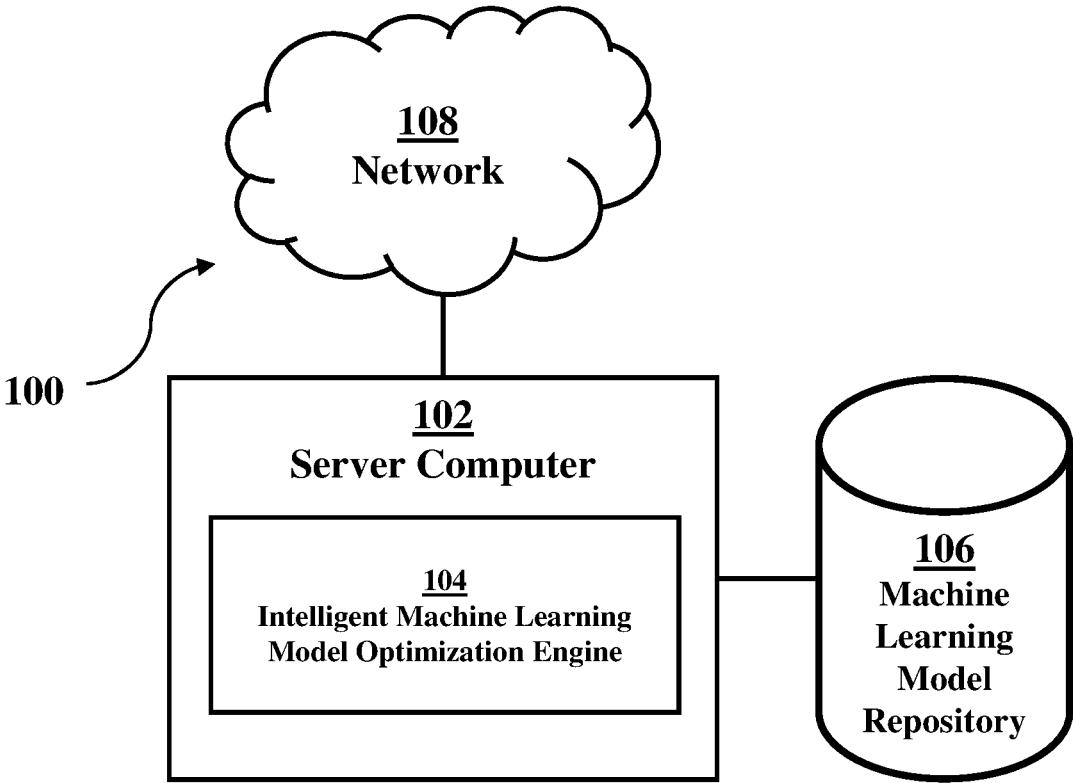 108
Network
100
102
Server Computer
104
Intelligent Machine Learning
Model Optimization Engine
106
Machine
Learning
Model
Repository